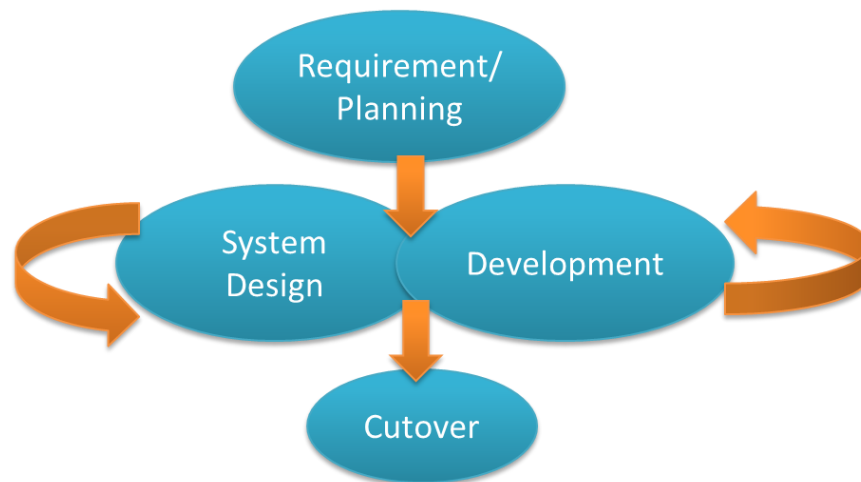 Requirement/
Planning
System
Design
Development
Cutover